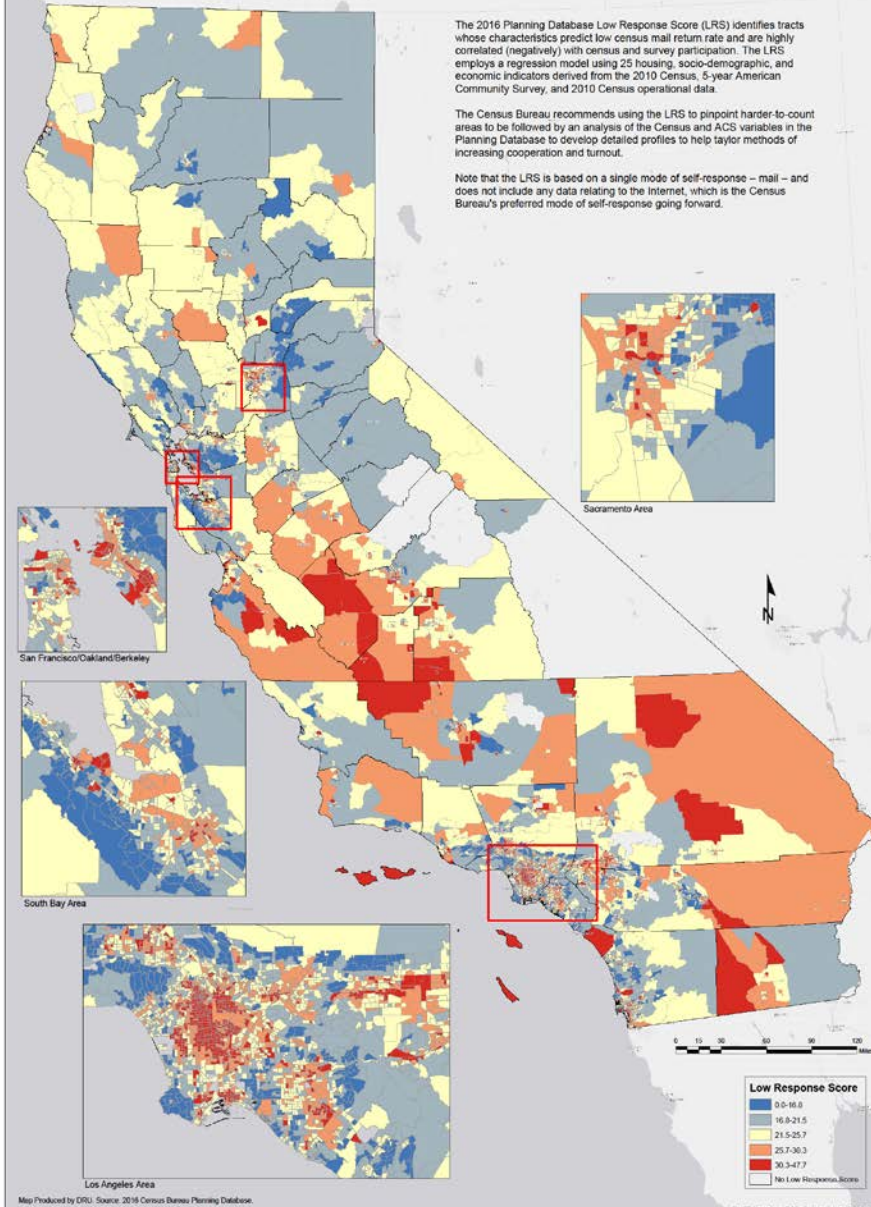 The 2016 Planning Database Low Response Score (LRS) identifies tracts
whose characteristics predict low census mail return rate and are highly
correlated (negatively) with census and survey participation. The LRS
employs a regression model using 25 housing, socio-demographic, and
economic indicators derived from the 2010 Census, 5-year American
Community Survey, and 2010 Census operational data.
The Census Bureau recommends using the LRS to pinpoint harder-to-count
areas to be followed by an analysis of the Census and ACS variables in the
Planning Database to develop detailed profiles to help taylor methods of
increasing cooperation and turnout.
Note that the LRS is based on a single mode of self-response – mail – and
does not include any data relating to the Internet, which is the Census
Bureau's preferred mode of self-response going forward.
Sacramento Area
N
San Francisco/Oakland/Berkeley
South Bay Area
0 15 30 60 90 120
Miles
Low Response Score
0.0-16.8
16.8-21.5
21.5-25.7
25.7-30.3
30.3-47.7
No Low Response Score
Los Angeles Area
Map Produced by DRU. Source: 2016 Census Bureau Planning Database.